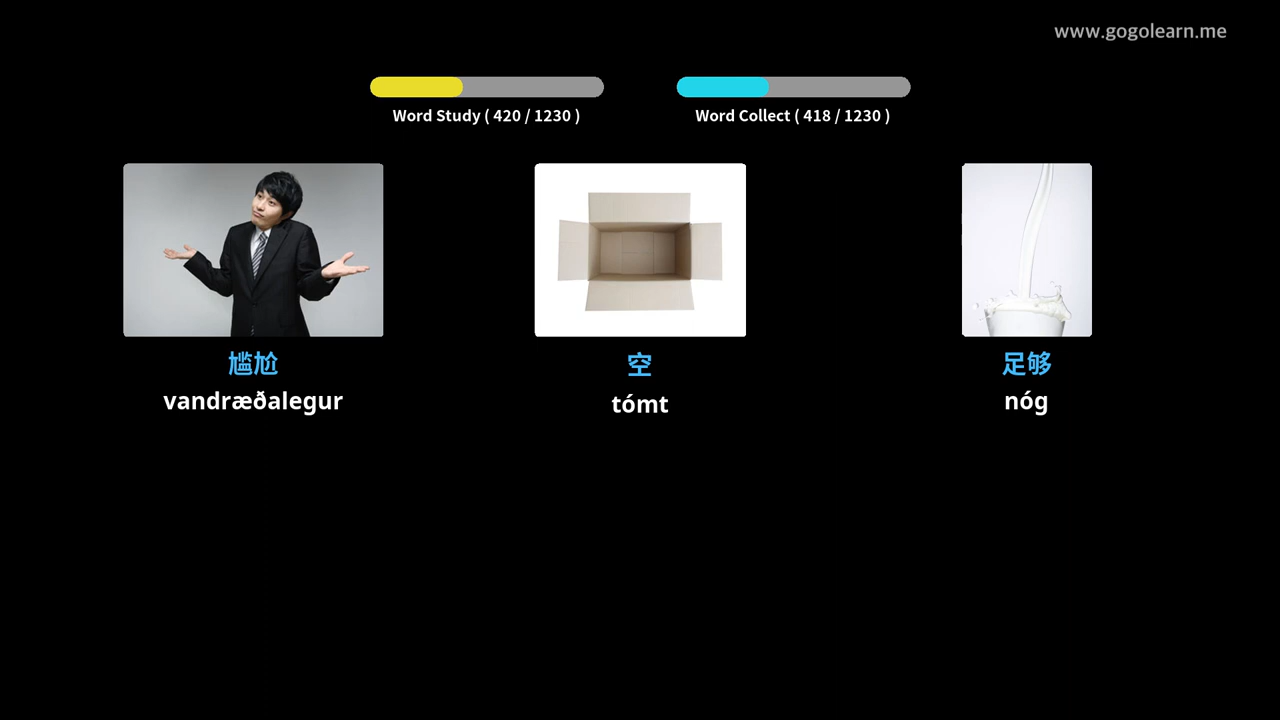 www.gogolearn.me
Word Study ( 420 / 1230 )
Word Collect ( 418 / 1230 )
尴尬
空
足够
vandræðalegur
tómt
nóg